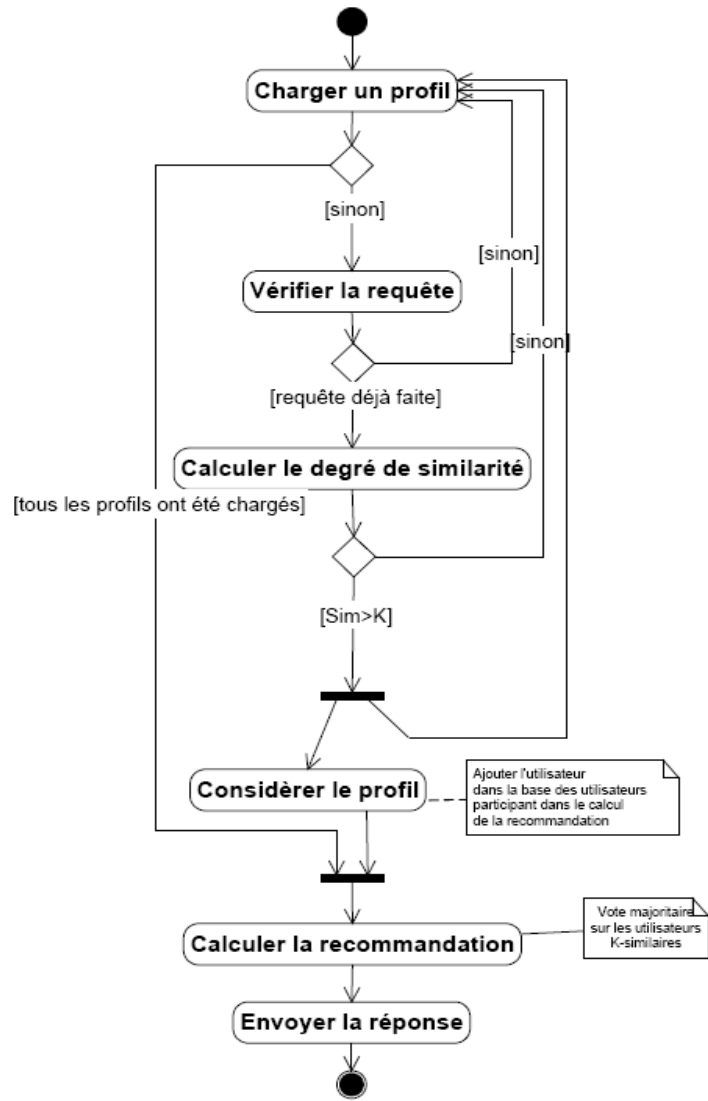 Charger un profil
[sinon]
[sinon]
Vérifier la requête
[sinon]
[requête déjà faite]
Calculer le degré de similarité
[tous les profils ont été chargés]
[Sim>K]
Considèrer le profil
Ajouter l'utilisateur
dans la base des utilisateurs
participant dans le calcul
de la recommandation
Calculer la recommandation
Vote majoritaire
sur les utilisateurs
K-similaires
Envoyer la réponse